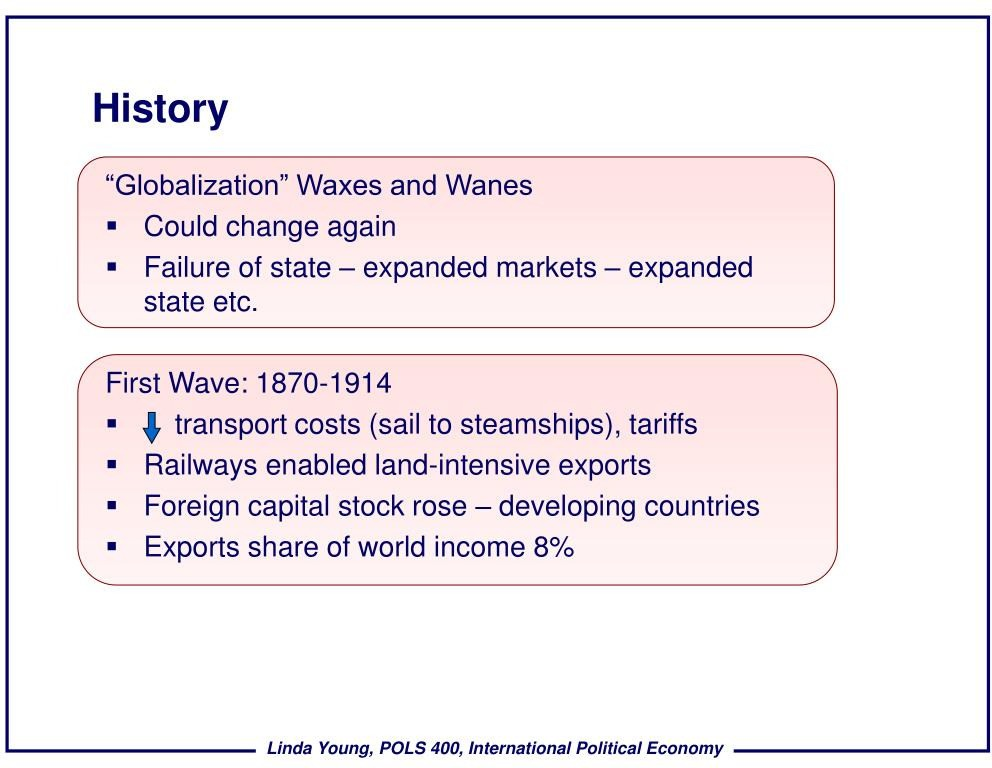 History
“Globalization” Waxes and Wanes
▪ Could change again
▪ Failure of state – expanded markets – expanded
state etc.
First Wave: 1870-1914
▪ transport costs (sail to steamships), tariffs
▪ Railways enabled land-intensive exports
▪ Foreign capital stock rose – developing countries
▪ Exports share of world income 8%
Linda Young, POLS 400, International Political Economy